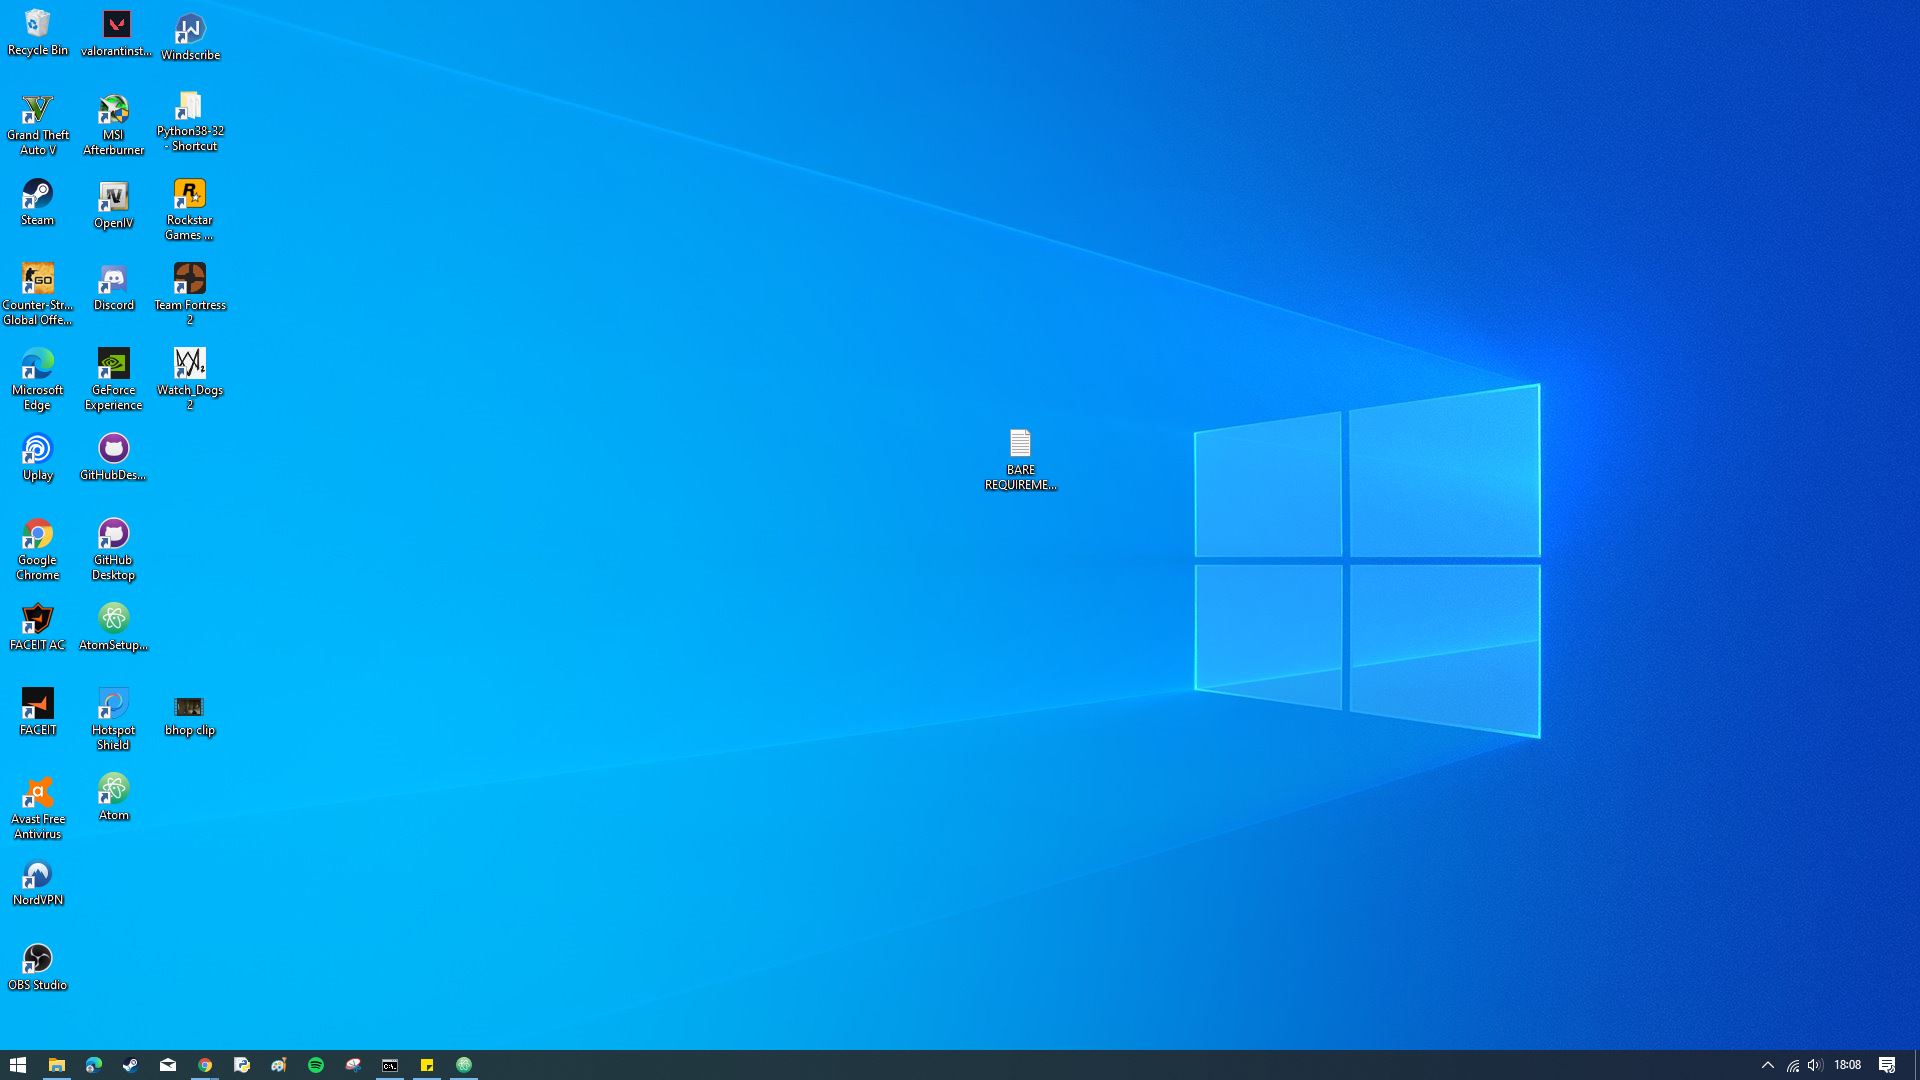 Recycle Bin
valorantinst...
Windscribe
Grand Theft
Auto V
MSI
Afterburner
Python38-32
- Shortcut
Steam
OpenIV
Rockstar
Games ...
Counter-Str...
Global Offe...
Discord
Team Fortress
2
Microsoft
Edge
GeForce
Experience
Watch_Dogs
2
Uplay
GitHubDes...
BARE
REQUIREME...
Google
Chrome
GitHub
Desktop
FACEIT AC
AtomSetup...
FACEIT
Hotspot
Shield
bhop clip
Avast Free
Antivirus
Atom
NordVPN
OBS Studio
18:08